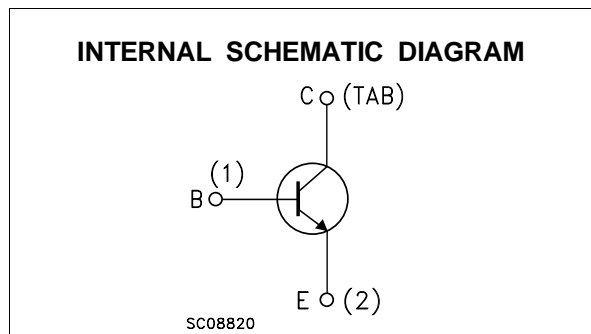 INTERNAL SCHEMATIC DIAGRAM
C (TAB)
(1)
B
E (2)
SC08820